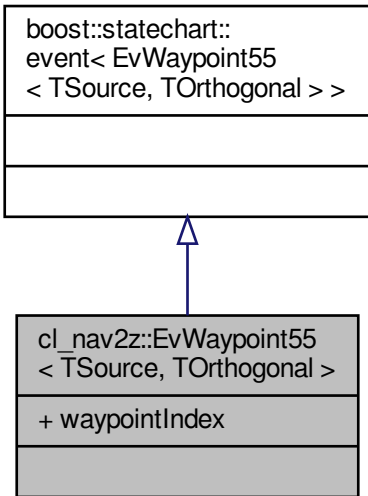 boost::statechart::
event< EvWaypoint55
< TSource, TOrthogonal > >
cl_nav2z::EvWaypoint55
< TSource, TOrthogonal >
+ waypointIndex